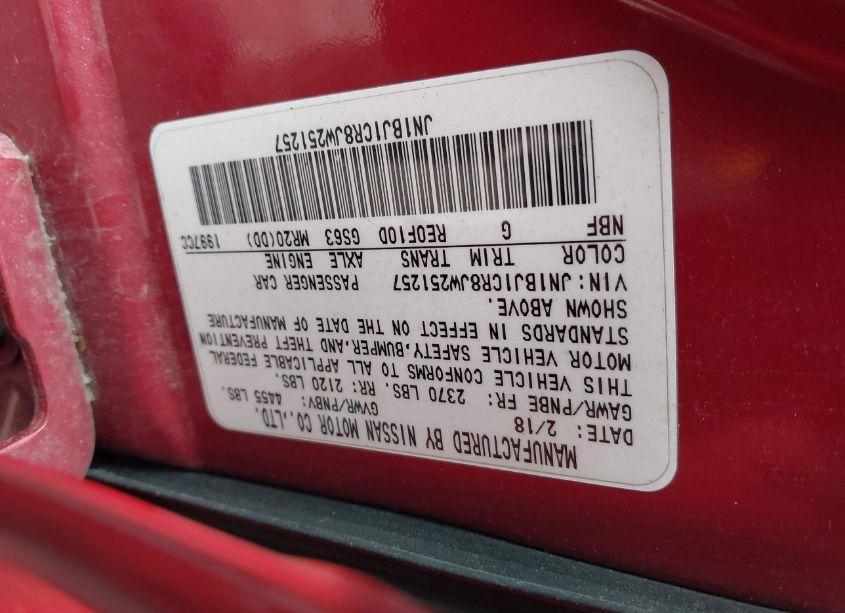 MANUFACTURED BY NISSAN MOTOR CO.,LTD.
DATE: 2/18 GVWR/PNBV: 4455 LBS.
GAWR/PNBE FR: 2370 LBS. RR: 2120 LBS.
THIS VEHICLE CONFORMS TO ALL APPLICABLE FEDERAL
MOTOR VEHICLE SAFETY,BUMPER,AND THEFT PREVENTION
STANDARDS IN EFFECT ON THE DATE OF MANUFACTURE
SHOWN ABOVE.
VIN: JN1BJ1CR8JW251257 PASSENGER CAR
COLOR TRIM TRANS AXLE ENGINE
NBF G RE0F10D GS63 MR20(DD) 1997CC
JN1BJ1CR8JW251257